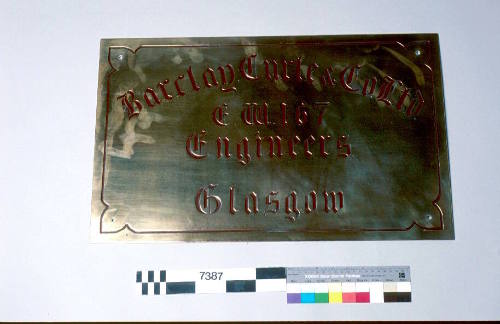 Barclay Curle & Co Ltd
E.W.167
Engineers
Glasgow
7387